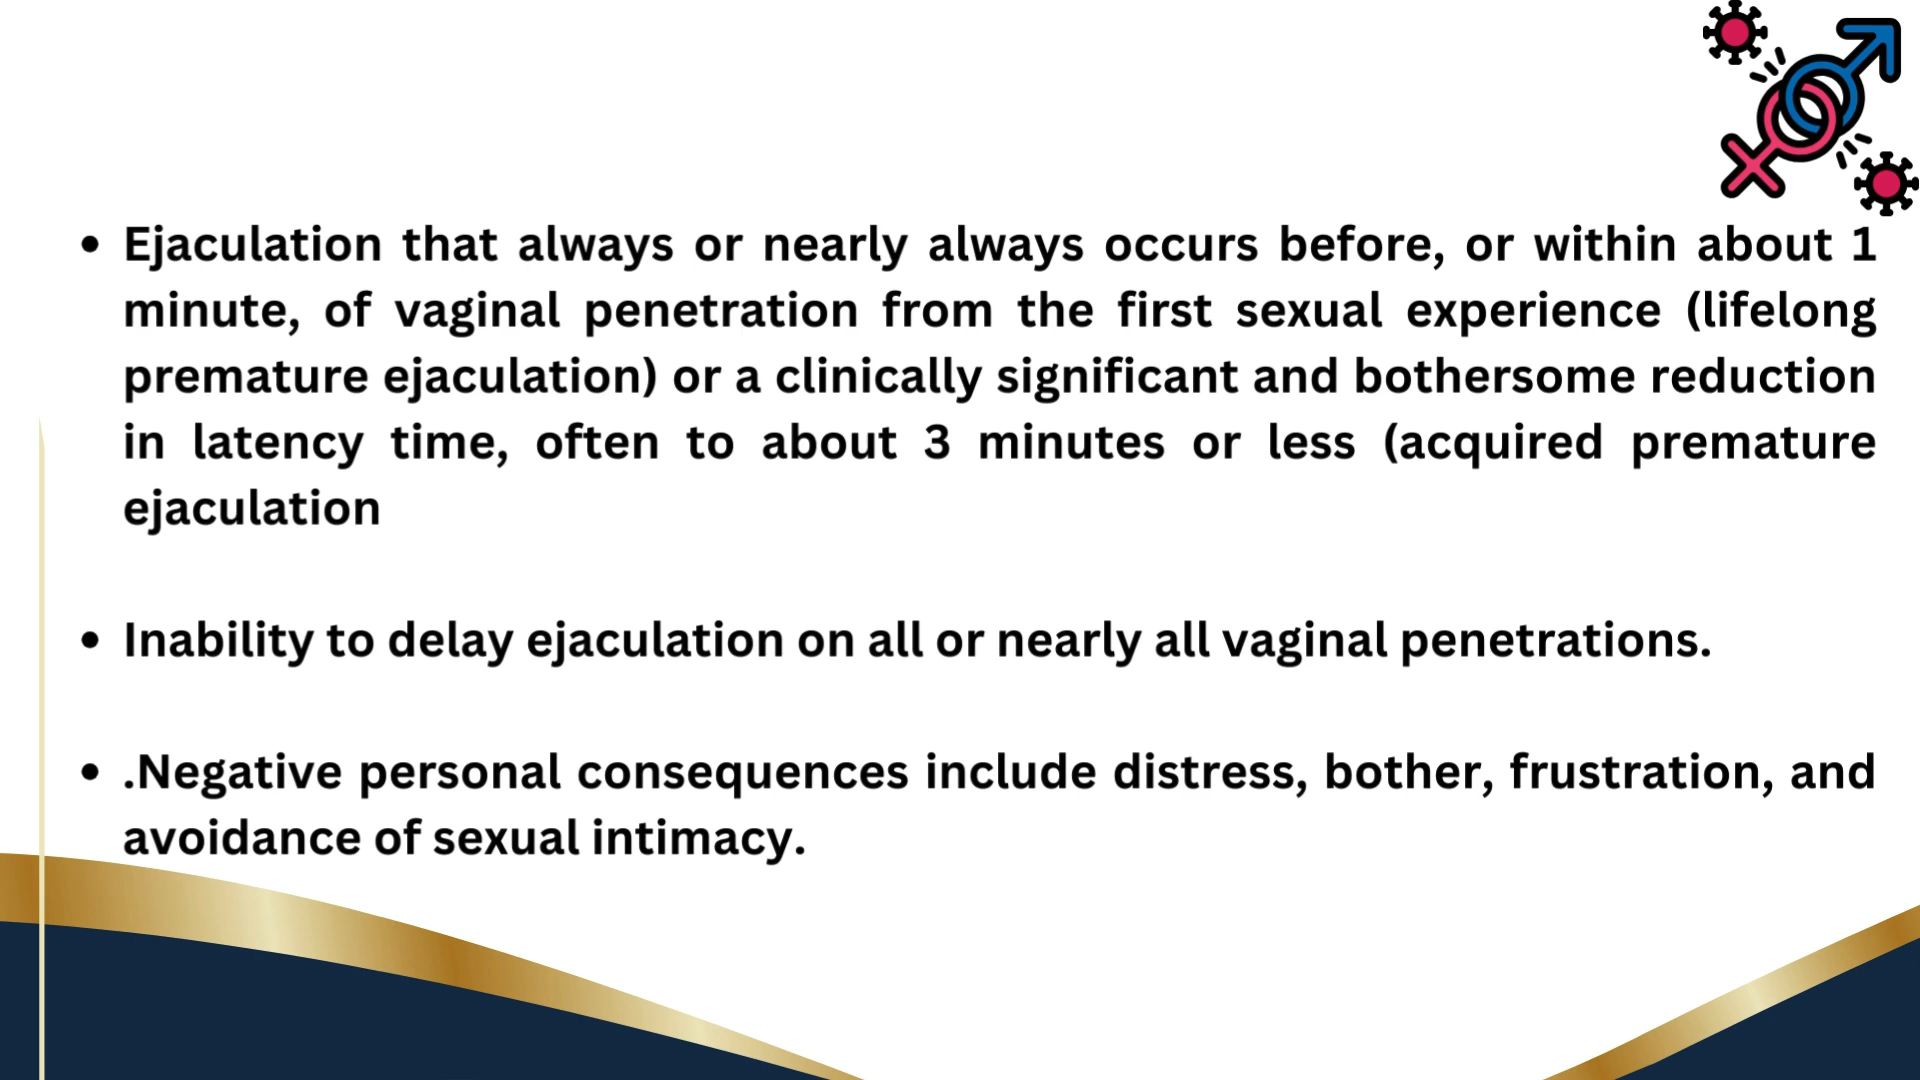 • Ejaculation that always or nearly always occurs before, or within about 1
minute, of vaginal penetration from the first sexual experience (lifelong
premature ejaculation) or a clinically significant and bothersome reduction
in latency time, often to about 3 minutes or less (acquired premature
ejaculation
• Inability to delay ejaculation on all or nearly all vaginal penetrations.
• .Negative personal consequences include distress, bother, frustration, and
avoidance of sexual intimacy.